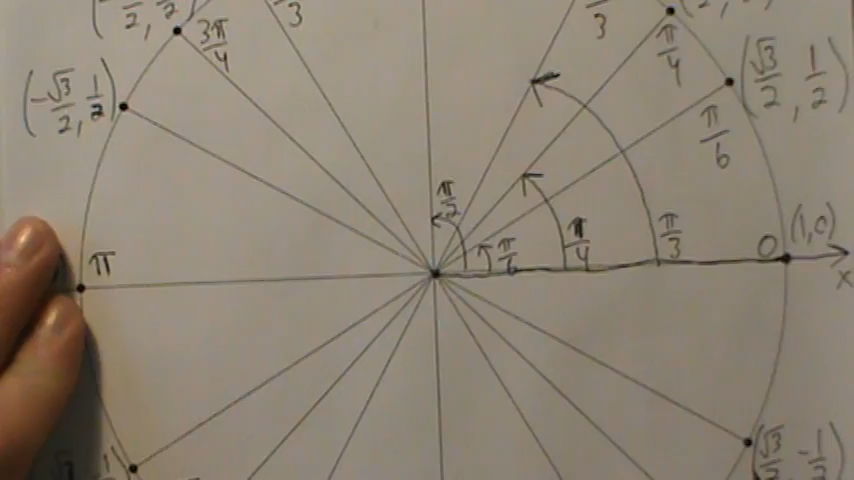 3π/4
π/4
(-√3/2, 1/2)
(√3/2, 1/2)
π/6
π/2
π
π/6
π/4
π/3
0
(1,0)
x
(√3/2, -1/2)